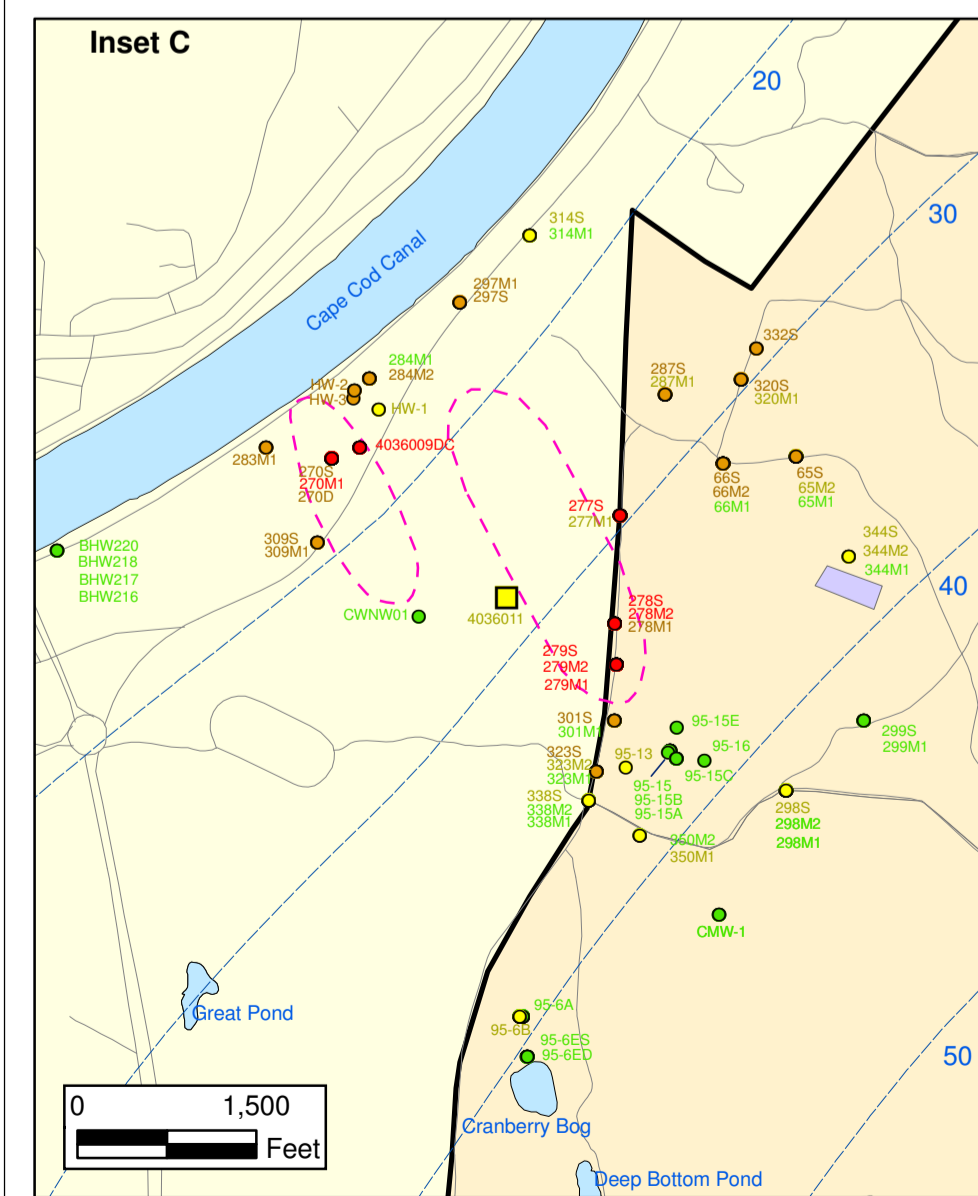 Inset C
20
30
314S
314M1
Cape Cod Canal
297M1
297S
332S
284M1
284M2
287S
287M1
HW-2
HW-3
320S
320M1
HW-1
4036009DC
283M1
270S
270M1
270D
66S
66M2
66M1
65S
65M2
65M1
277S
277M1
309S
309M1
344S
344M2
344M1
BHW220
BHW218
BHW217
BHW216
40
CWNW01
4036011
278S
278M2
278M1
279S
279M2
279M1
301S
301M1
95-15E
299S
299M1
95-16
95-13
95-15C
323S
323M2
323M1
95-15
95-15B
95-15A
338S
338M2
338M1
298S
298M2
298M1
350M2
350M1
CMW-1
Great Pond
95-6A
95-6B
95-6ES
95-6ED
50
0 1,500
Feet
Cranberry Bog
Deep Bottom Pond